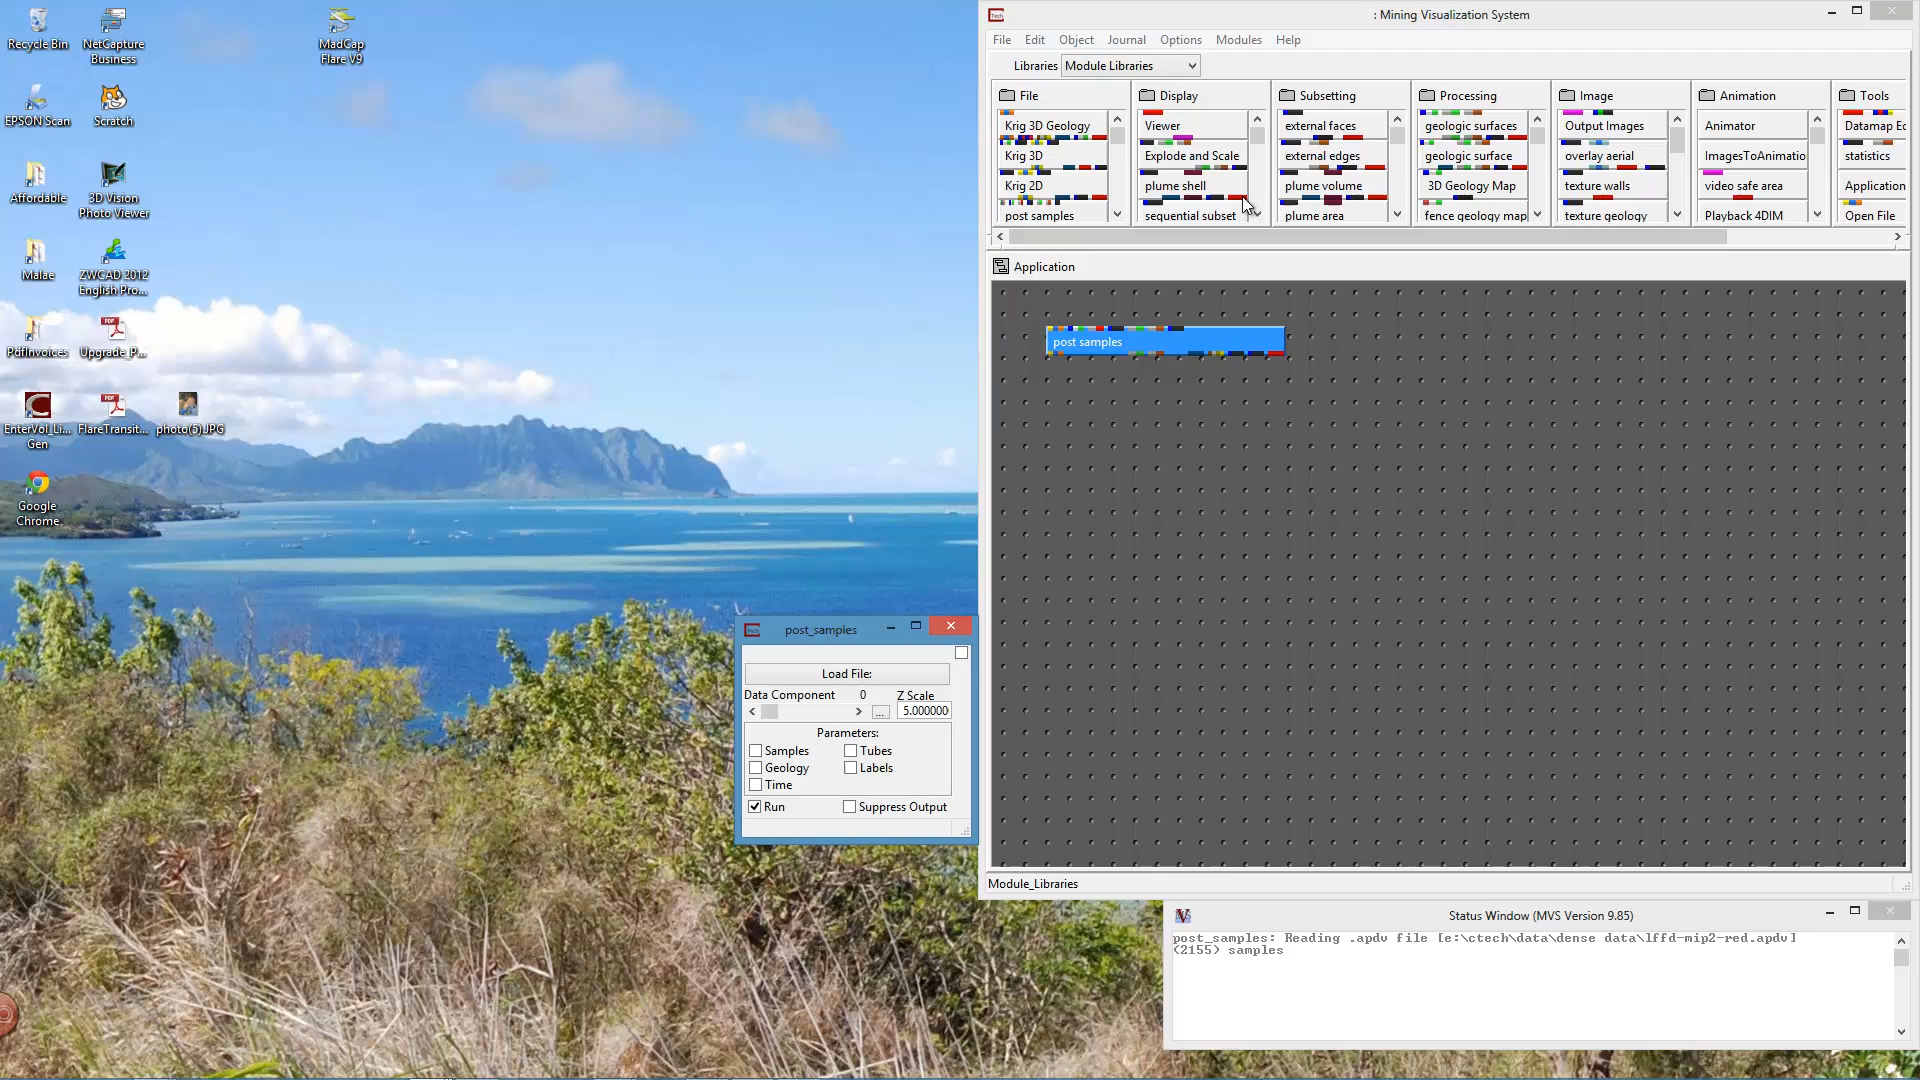 Recycle Bin
NetCapture
Business
MadCap
Flare V9
EPSON Scan
Scratch
Affordable
3D Vision
Photo Viewer
Malae
ZWCAD 2012
English Pro...
PdfInvoices
Upgrade_P...
EnterVol_Li...
Gen
FlareTransit...
photo(5).JPG
Google
Chrome
: Mining Visualization System
File Edit Object Journal Options Modules Help
Libraries Module Libraries
File
Krig 3D Geology
Krig 3D
Krig 2D
post samples
Display
Viewer
Explode and Scale
plume shell
sequential subset
Subsetting
external faces
external edges
plume volume
plume area
Processing
geologic surfaces
geologic surface
3D Geology Map
fence geology map
Image
Output Images
overlay aerial
texture walls
texture geology
Animation
Animator
ImagesToAnimatio
video safe area
Playback 4DIM
Tools
Datamap Ec
statistics
Application
Open File
Application
post samples
Module_Libraries
post_samples
Load File:
Data Component 0 Z Scale
... 5.000000
Parameters:
Samples Tubes
Geology Labels
Time
Run Suppress Output
Status Window (MVS Version 9.85)
post_samples: Reading .apdv file [e:\ctech\data\dense data\lffd-mip2-red.apdv]
(2155) samples